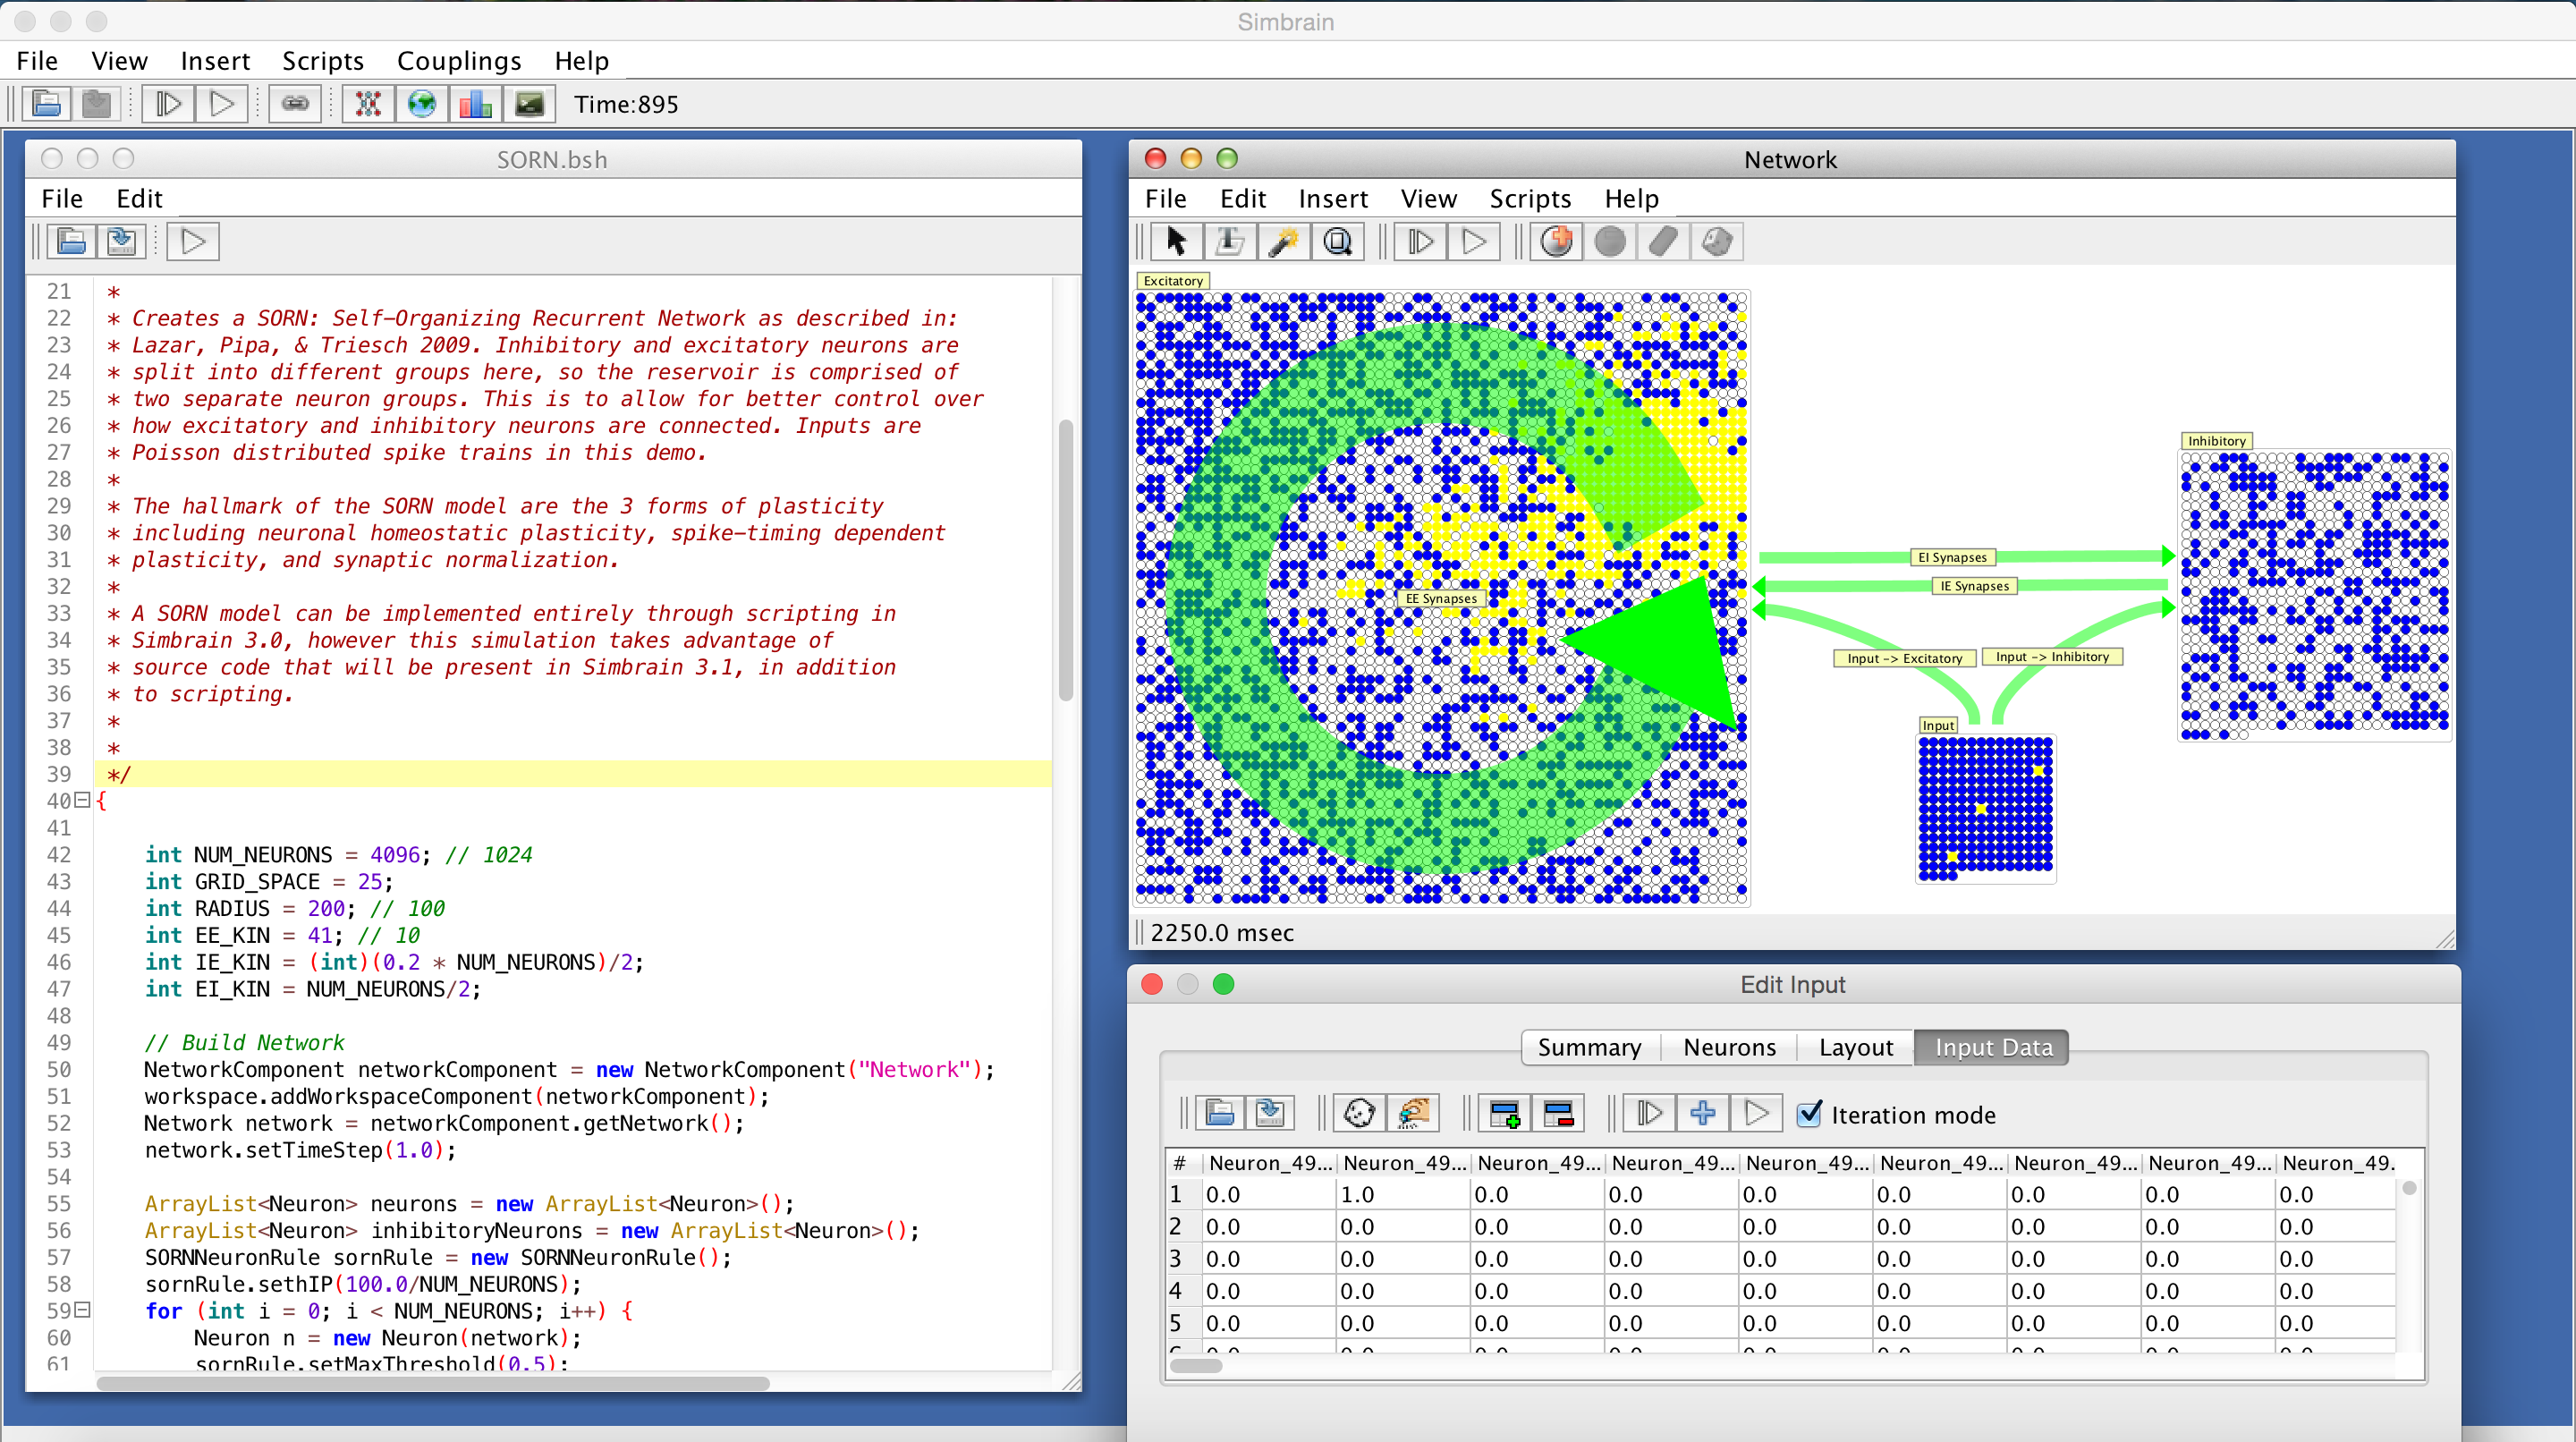 Simbrain
File View Insert Scripts Couplings Help
Time:895
SORN.bsh
File Edit
21 *
22 * Creates a SORN: Self-Organizing Recurrent Network as described in:
23 * Lazar, Pipa, & Triesch 2009. Inhibitory and excitatory neurons are
24 * split into different groups here, so the reservoir is comprised of
25 * two separate neuron groups. This is to allow for better control over
26 * how excitatory and inhibitory neurons are connected. Inputs are
27 * Poisson distributed spike trains in this demo.
28 *
29 * The hallmark of the SORN model are the 3 forms of plasticity
30 * including neuronal homeostatic plasticity, spike-timing dependent
31 * plasticity, and synaptic normalization.
32 *
33 * A SORN model can be implemented entirely through scripting in
34 * Simbrain 3.0, however this simulation takes advantage of
35 * source code that will be present in Simbrain 3.1, in addition
36 * to scripting.
37 *
38 *
39 */
40 {
41
42 int NUM_NEURONS = 4096; // 1024
43 int GRID_SPACE = 25;
44 int RADIUS = 200; // 100
45 int EE_KIN = 41; // 10
46 int IE_KIN = (int)(0.2 * NUM_NEURONS)/2;
47 int EI_KIN = NUM_NEURONS/2;
48
49 // Build Network
50 NetworkComponent networkComponent = new NetworkComponent("Network");
51 workspace.addWorkspaceComponent(networkComponent);
52 Network network = networkComponent.getNetwork();
53 network.setTimeStep(1.0);
54
55 ArrayList<Neuron> neurons = new ArrayList<Neuron>();
56 ArrayList<Neuron> inhibitoryNeurons = new ArrayList<Neuron>();
57 SORNNeuronRule sornRule = new SORNNeuronRule();
58 sornRule.sethIP(100.0/NUM_NEURONS);
59 for (int i = 0; i < NUM_NEURONS; i++) {
60 Neuron n = new Neuron(network);
61 sornRule.setMaxThreshold(0.5);
Network
File Edit Insert View Scripts Help
Excitatory
Inhibitory
EI Synapses
IE Synapses
EE Synapses
Input -> Excitatory
Input -> Inhibitory
Input
2250.0 msec
Edit Input
Summary Neurons Layout Input Data
Iteration mode
# Neuron_49... Neuron_49... Neuron_49... Neuron_49... Neuron_49... Neuron_49... Neuron_49... Neuron_49... Neuron_49.
1 0.0 1.0 0.0 0.0 0.0 0.0 0.0 0.0 0.0
2 0.0 0.0 0.0 0.0 0.0 0.0 0.0 0.0 0.0
3 0.0 0.0 0.0 0.0 0.0 0.0 0.0 0.0 0.0
4 0.0 0.0 0.0 0.0 0.0 0.0 0.0 0.0 0.0
5 0.0 0.0 0.0 0.0 0.0 0.0 0.0 0.0 0.0